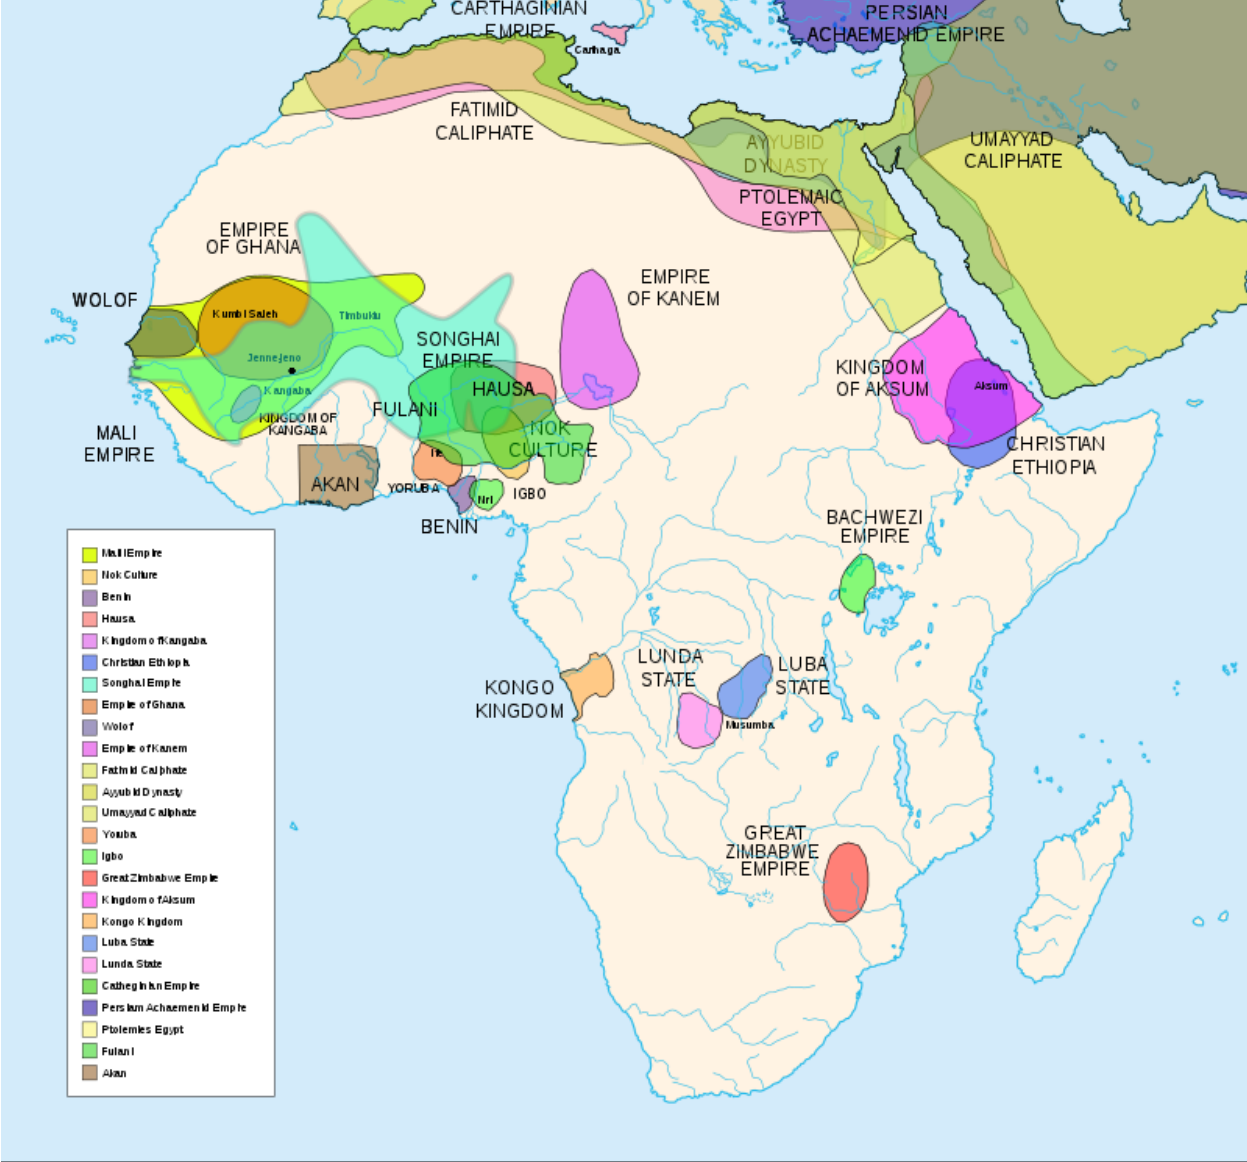 CARTHAGINIAN
EMPIRE
Carthage
PERSIAN
ACHAEMENID EMPIRE
FATIMID
CALIPHATE
AYYUBID
DYNASTY
UMAYYAD
CALIPHATE
PTOLEMAIC
EGYPT
EMPIRE
OF GHANA
EMPIRE
OF KANEM
WOLOF
Kumbi Saleh
Timbuktu
SONGHAI
EMPIRE
Jenne-jeno
KINGDOM
OF AKSUM
Aksum
Kangaba
HAUSA
FULANI
KINGDOM OF
KANGABA
NOK
CULTURE
MALI
EMPIRE
CHRISTIAN
ETHIOPIA
AKAN
YORUBA
IGBO
Nri
BENIN
BACHWEZI
EMPIRE
LUNDA
STATE
LUBA
STATE
KONGO
KINGDOM
Musumba
GREAT
ZIMBABWE
EMPIRE
Mali Empire
Nok Culture
Benin
Hausa
Kingdom of Kangaba
Christian Ethiopia
Songhai Empire
Empire of Ghana
Wolof
Empire of Kanem
Fatimid Caliphate
Ayyubid Dynasty
Umayyad Caliphate
Yoruba
Igbo
Great Zimbabwe Empire
Kingdom of Aksum
Kongo Kingdom
Luba State
Lunda State
Catheginian Empire
Persiam Achaemenid Empire
Ptolemies Egypt
Fulani
Akan